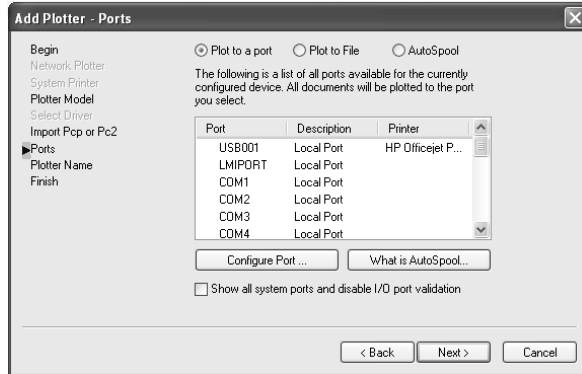 Add Plotter - Ports
Begin
Network Plotter
System Printer
Plotter Model
Select Driver
Import Pcp or Pc2
Ports
Plotter Name
Finish
Plot to a port Plot to File AutoSpool
The following is a list of all ports available for the currently
configured device. All documents will be plotted to the port
you select.
Port Description Printer
USB001 Local Port HP Officejet P...
LMIPORT Local Port
COM1 Local Port
COM2 Local Port
COM3 Local Port
COM4 Local Port
Configure Port ... What is AutoSpool...
Show all system ports and disable I/O port validation
< Back Next > Cancel